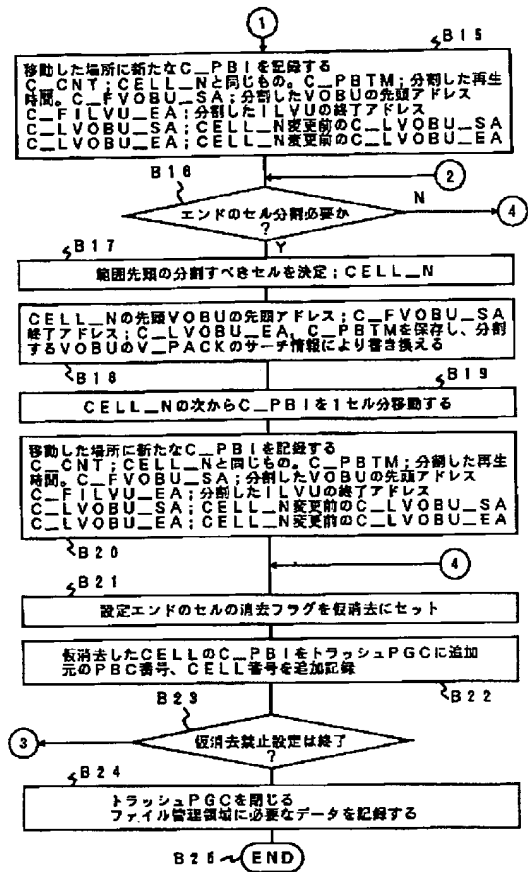 1
B15
移動した場所に新たなC_PBIを記録する
C_CNT;CELL_Nと同じもの。C_PBTM;分割した再生
時間。C_FVOBU_SA;分割したVOBUの先頭アドレス
C_FILVU_EA;分割したILVUの終了アドレス
C_LVOBU_SA;CELL_N変更前のC_LVOBU_SA
C_LVOBU_EA;CELL_N変更前のC_LVOBU_EA
B16
2
エンドのセル分割必要か
?
N
4
Y
B17
範囲先頭の分割すべきセルを決定;CELL_N
CELL_Nの先頭VOBUの先頭アドレス;C_FVOBU_SA
終了アドレス;C_LVOBU_EA,C_PBTMを保存し、分割
するVOBUのV_PACKのサーチ情報により書き換える
B18
B19
CELL_Nの次からC_PBIを1セル分移動する
移動した場所に新たなC_PBIを記録する
C_CNT;CELL_Nと同じもの。C_PBTM;分割した再生
時間。C_FVOBU_SA;分割したVOBUの先頭アドレス
C_FILVU_EA;分割したILVUの終了アドレス
C_LVOBU_SA;CELL_N変更前のC_LVOBU_SA
C_LVOBU_EA;CELL_N変更前のC_LVOBU_EA
B20
4
B21
設定エンドのセルの消去フラグを仮消去にセット
仮消去したCELLのC_PBIをトラッシュPGCに追加
元のPBC番号、CELL番号を追加記録
B22
B23
3
仮消去禁止設定は終了
?
B24
トラッシュPGCを閉じる
ファイル管理領域に必要なデータを記録する
B25
END